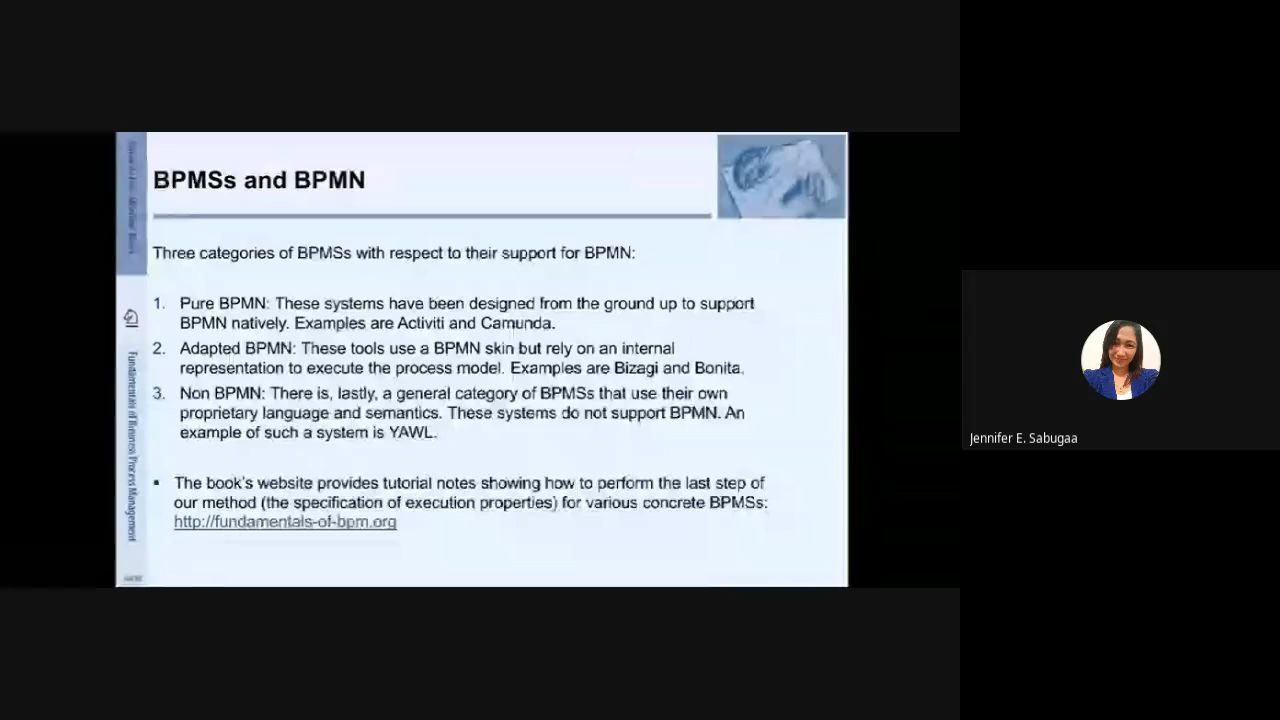 BPMSs and BPMN
Three categories of BPMSs with respect to their support for BPMN:
1. Pure BPMN: These systems have been designed from the ground up to support
BPMN natively. Examples are Activiti and Camunda.
2. Adapted BPMN: These tools use a BPMN skin but rely on an internal
representation to execute the process model. Examples are Bizagi and Bonita.
3. Non BPMN: There is, lastly, a general category of BPMSs that use their own
proprietary language and semantics. These systems do not support BPMN. An
example of such a system is YAWL.
▪ The book's website provides tutorial notes showing how to perform the last step of
our method (the specification of execution properties) for various concrete BPMSs:
http://fundamentals-of-bpm.org
Fundamentals of Business Process Management
Jennifer E. Sabugaa